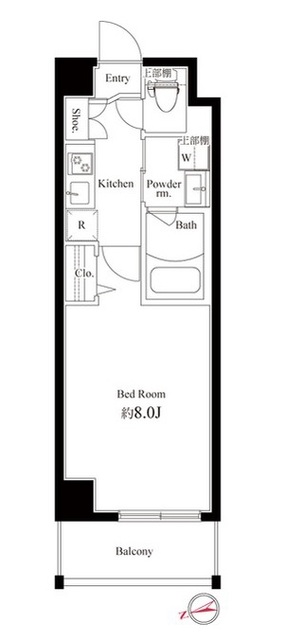 Entry
上部棚
Shoe.
上部棚
W
Kitchen
Powder
rm.
R
Bath
Clo.
Bed Room
約8.0J
Balcony
Z